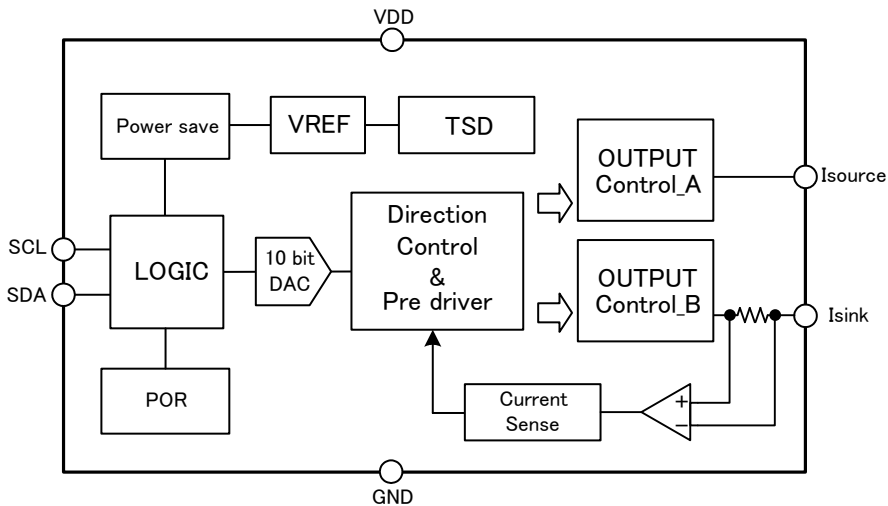 VDD
Power save
VREF
TSD
OUTPUT
Control_A
Isource
Direction
Control
&
Pre driver
SCL
SDA
LOGIC
10 bit
DAC
OUTPUT
Control_B
Isink
POR
Current
Sense
+
−
GND